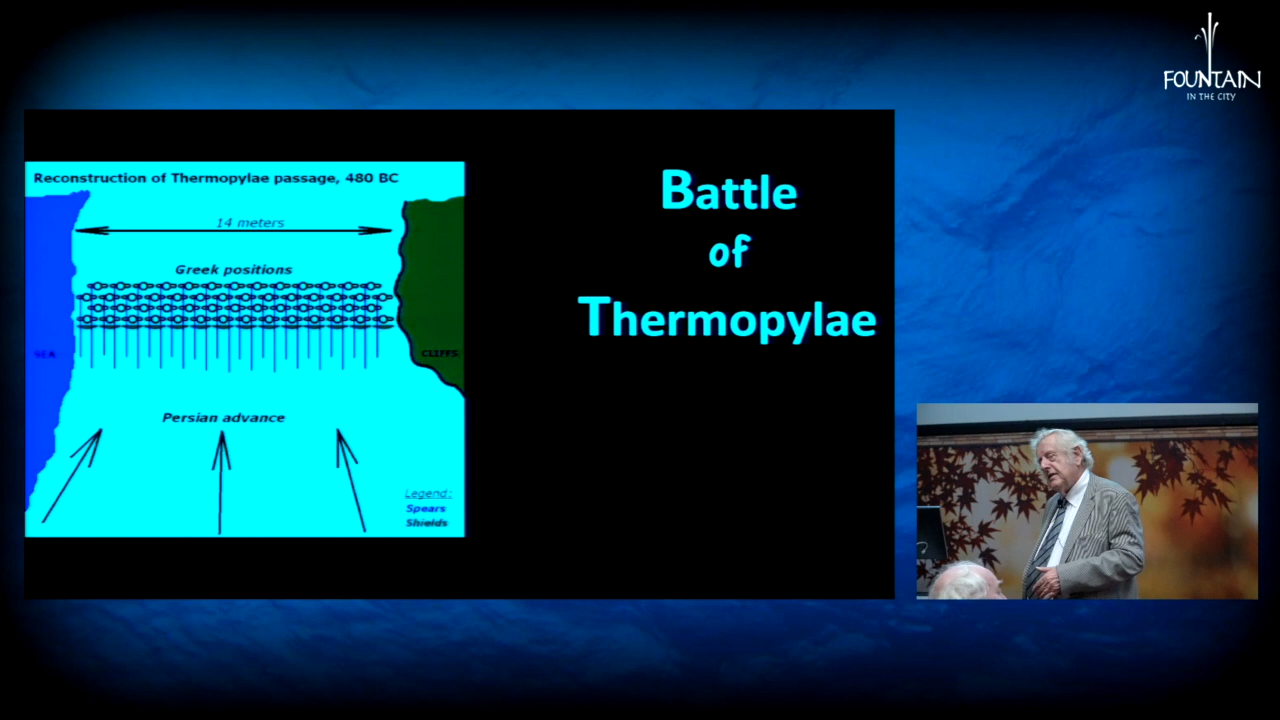 FOUNTAIN
IN THE CITY
Reconstruction of Thermopylae passage, 480 BC
14 meters
Greek positions
SEA
CLIFFS
Persian advance
Legend:
Spears
Shields
Battle
of
Thermopylae